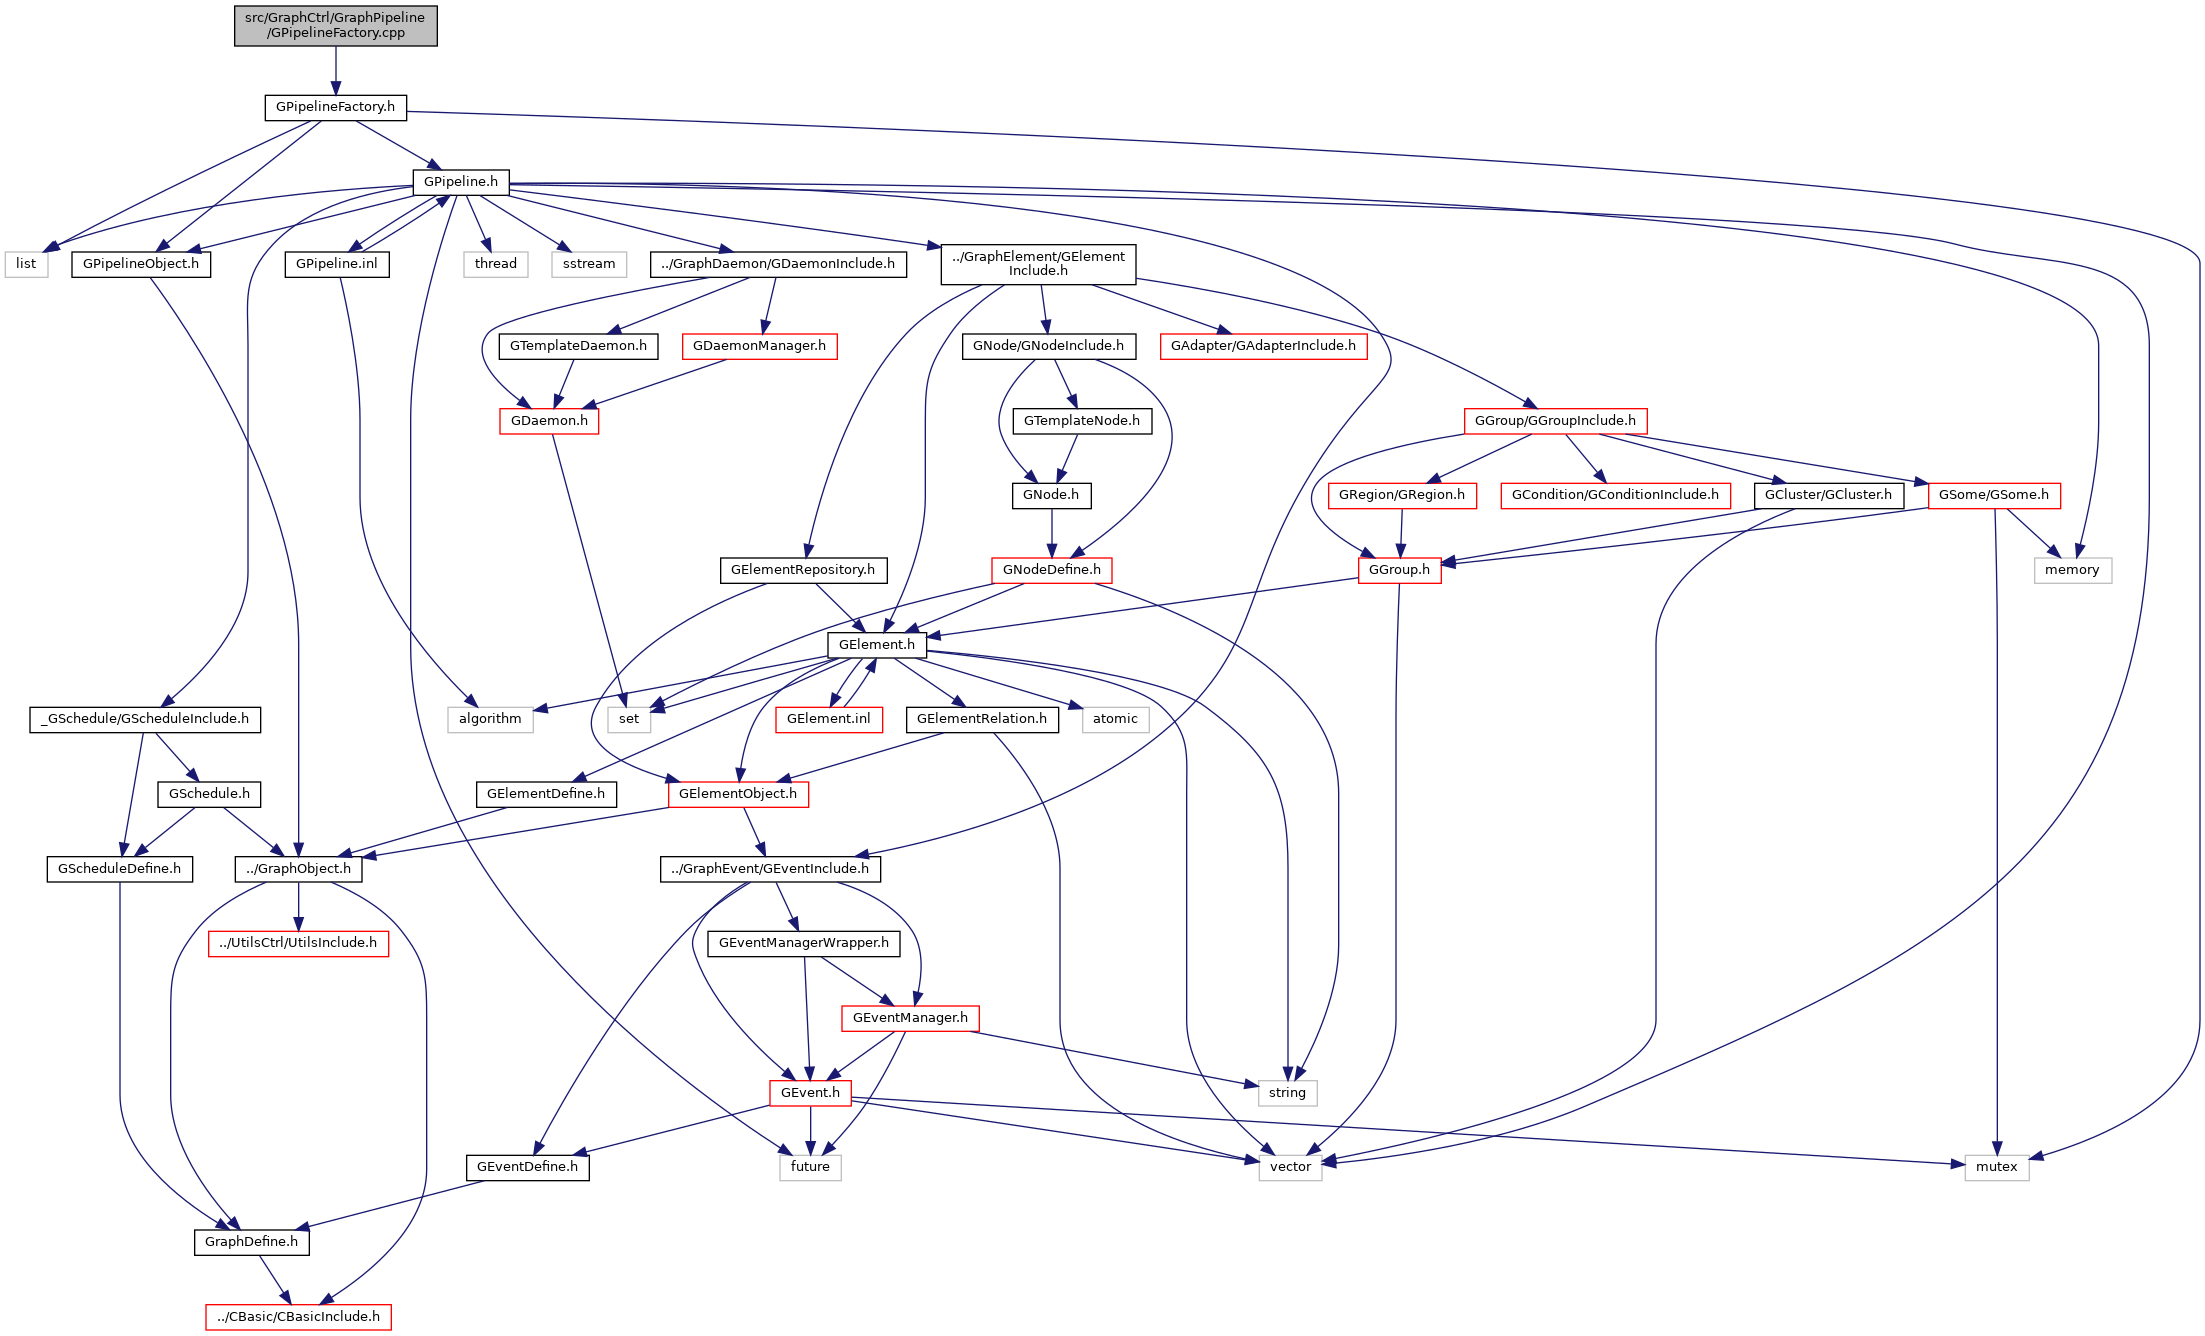 src/GraphCtrl/GraphPipeline
/GPipelineFactory.cpp
GPipelineFactory.h
GPipeline.h
list
GPipelineObject.h
GPipeline.inl
thread
sstream
../GraphDaemon/GDaemonInclude.h
../GraphElement/GElement
Include.h
GTemplateDaemon.h
GDaemonManager.h
GNode/GNodeInclude.h
GAdapter/GAdapterInclude.h
GDaemon.h
GTemplateNode.h
GGroup/GGroupInclude.h
GNode.h
GRegion/GRegion.h
GCondition/GConditionInclude.h
GCluster/GCluster.h
GSome/GSome.h
GElementRepository.h
GNodeDefine.h
GGroup.h
memory
GElement.h
_GSchedule/GScheduleInclude.h
algorithm
set
GElement.inl
GElementRelation.h
atomic
GSchedule.h
GElementDefine.h
GElementObject.h
GScheduleDefine.h
../GraphObject.h
../GraphEvent/GEventInclude.h
../UtilsCtrl/UtilsInclude.h
GEventManagerWrapper.h
GEventManager.h
GEvent.h
string
GEventDefine.h
future
vector
mutex
GraphDefine.h
../CBasic/CBasicInclude.h